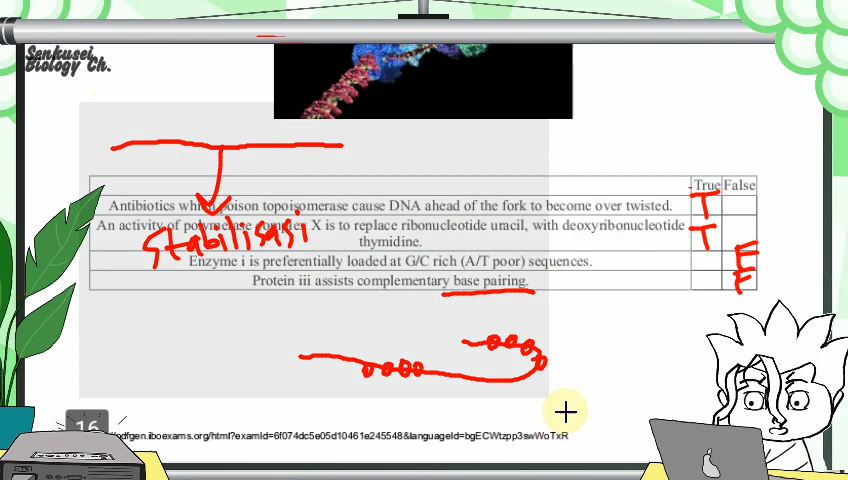 Senkusei
Biology Ch.
True False
Antibiotics which poison topoisomerase cause DNA ahead of the fork to become over twisted.
T
An activity of polymerase complex X is to replace ribonucleotide uracil, with deoxyribonucleotide
thymidine.
T
stabilisasi
Enzyme i is preferentially loaded at G/C rich (A/T poor) sequences.
F
Protein iii assists complementary base pairing.
F
16
pdfgen.iboexams.org/html?examId=6f074dc5e05d10461e245548&languageId=bgECWtzpp3swWoTxR